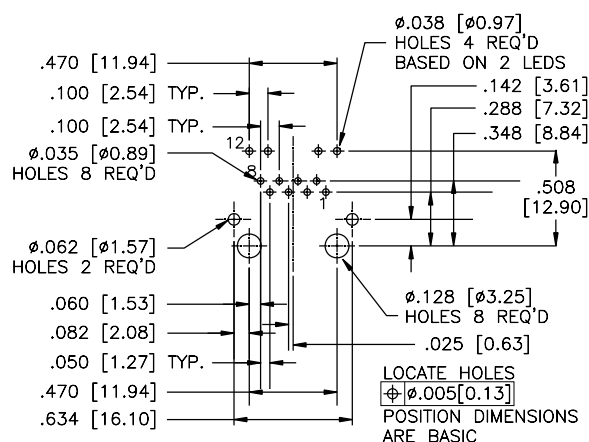 ø.038 [ø0.97]
HOLES 4 REQ'D
BASED ON 2 LEDS
.470 [11.94]
.142 [3.61]
.100 [2.54] TYP.
.288 [7.32]
.100 [2.54] TYP.
.348 [8.84]
12
ø.035 [ø0.89]
HOLES 8 REQ'D
8
.508
[12.90]
1
ø.062 [ø1.57]
HOLES 2 REQ'D
.060 [1.53]
ø.128 [ø3.25]
HOLES 8 REQ'D
.082 [2.08]
.025 [0.63]
.050 [1.27] TYP.
LOCATE HOLES
⌖ ø.005[0.13]
.470 [11.94]
POSITION DIMENSIONS
.634 [16.10]
ARE BASIC